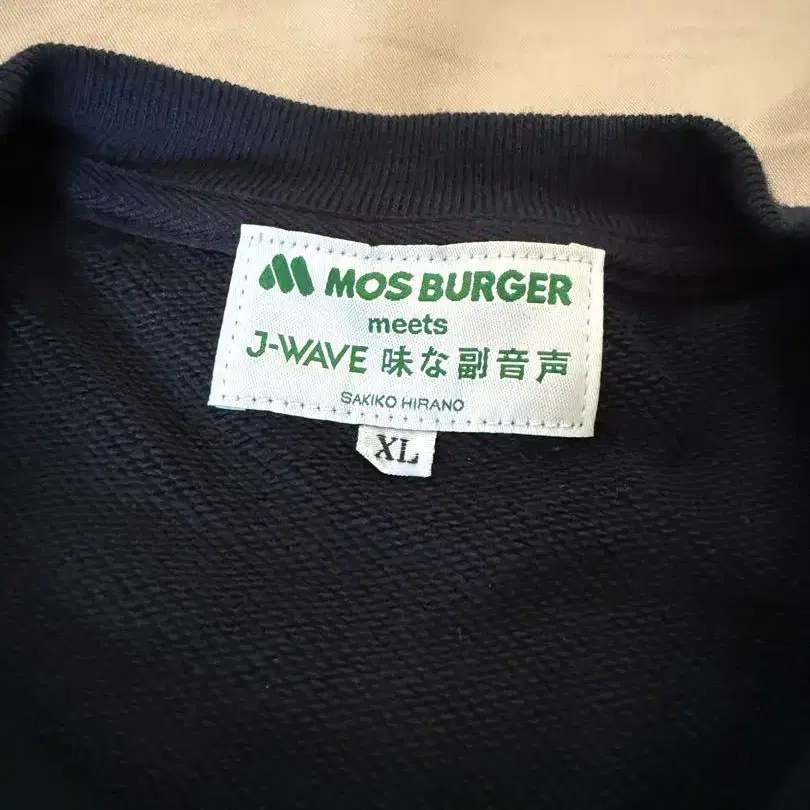 MOS BURGER
meets
J-WAVE 味な副音声
SAKIKO HIRANO
XL